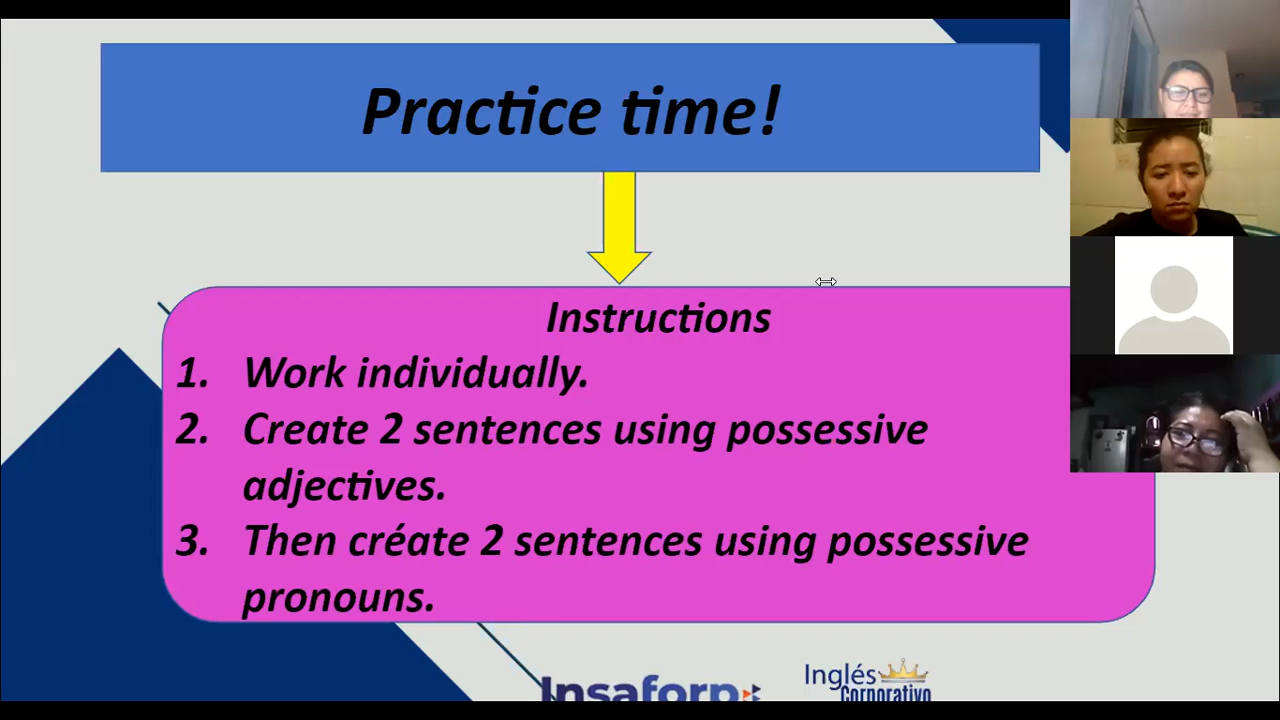 Practice time!
Instructions
1. Work individually.
2. Create 2 sentences using possessive
adjectives.
3. Then créate 2 sentences using possessive
pronouns.
Insaforp
Inglés
Corporativo